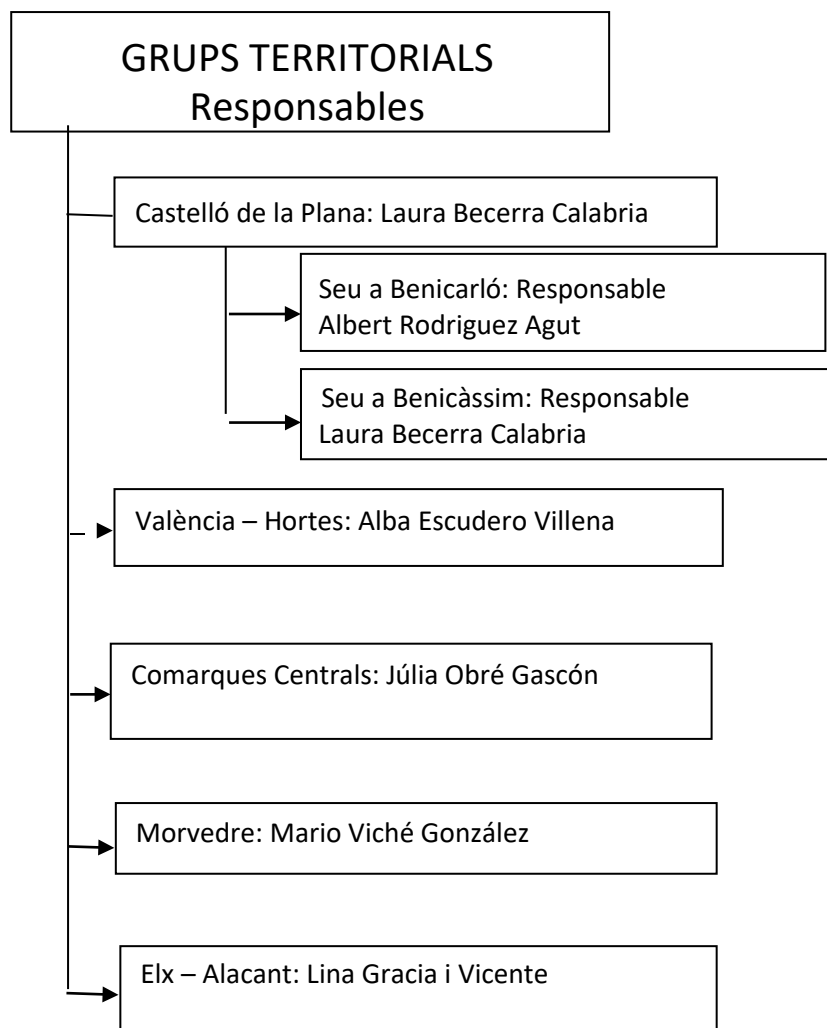 GRUPS TERRITORIALS
Responsables
Castelló de la Plana: Laura Becerra Calabria
Seu a Benicarló: Responsable
Albert Rodriguez Agut
Seu a Benicàssim: Responsable
Laura Becerra Calabria
València – Hortes: Alba Escudero Villena
Comarques Centrals: Júlia Obré Gascón
Morvedre: Mario Viché González
Elx – Alacant: Lina Gracia i Vicente